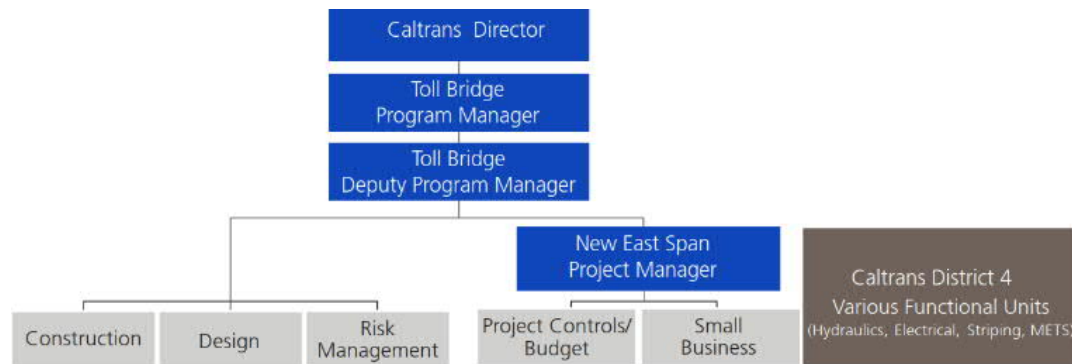 Caltrans Director
Toll Bridge
Program Manager
Toll Bridge
Deputy Program Manager
New East Span
Project Manager
Caltrans District 4
Various Functional Units
(Hydraulics, Electrical, Striping, METS)
Construction
Design
Risk
Management
Project Controls/
Budget
Small
Business